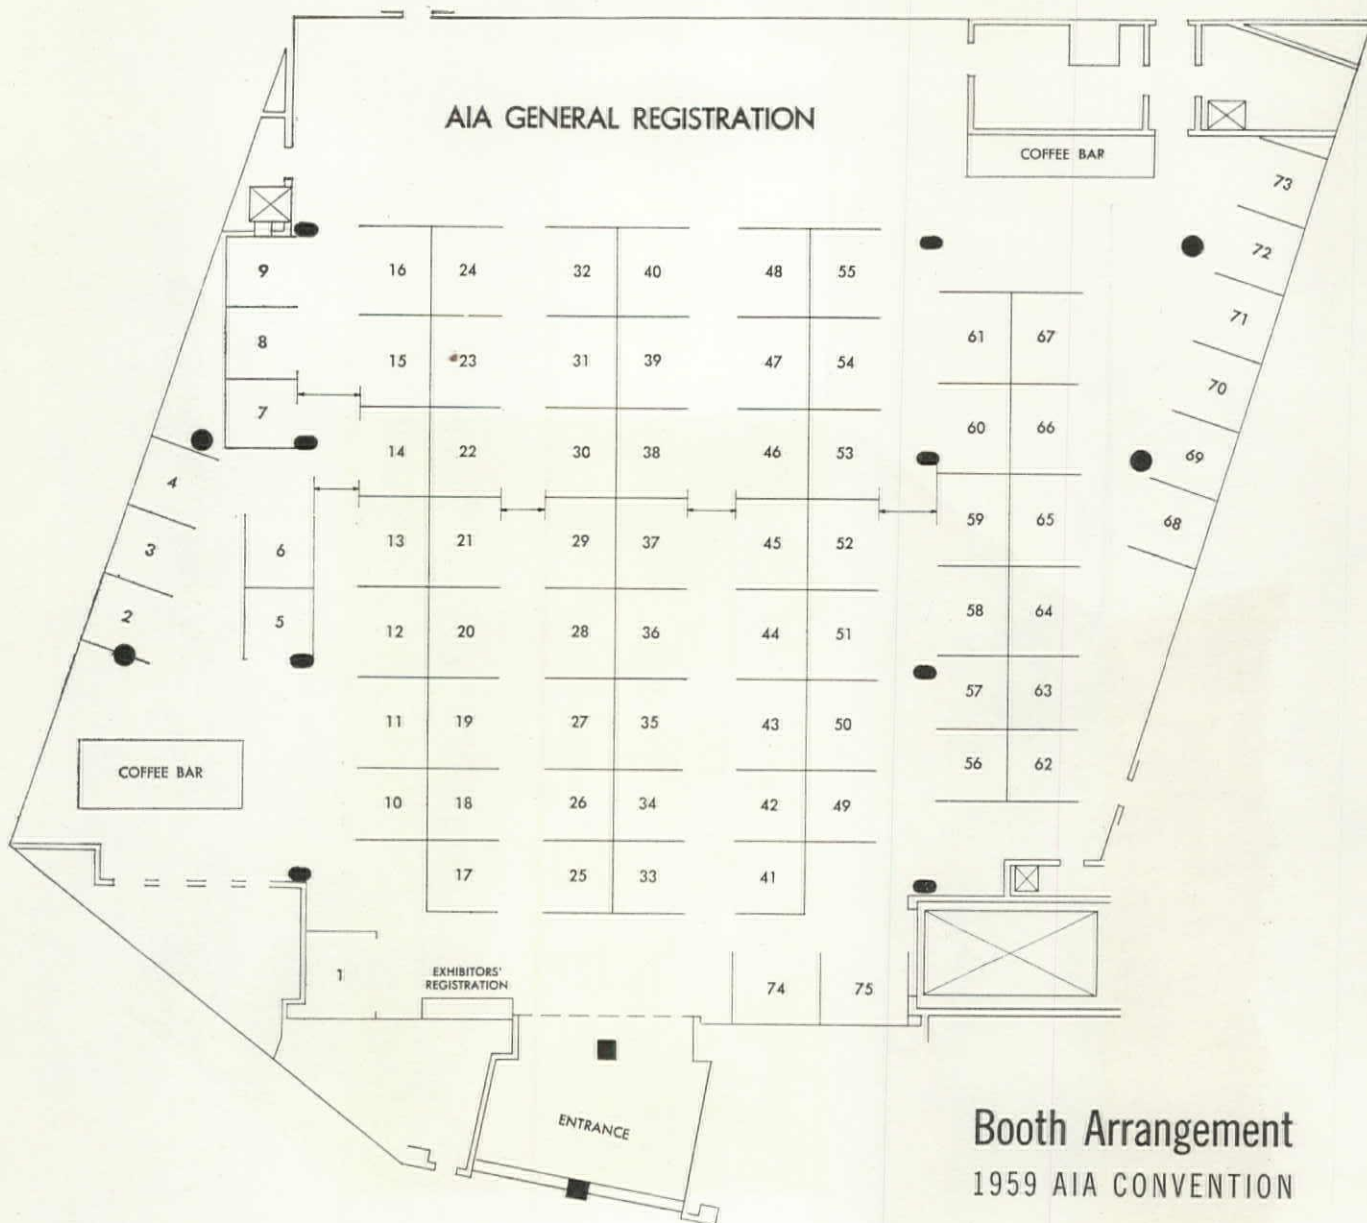 AIA GENERAL REGISTRATION
COFFEE BAR
73
9 16 24 32 40 48 55 72
8 15 23 31 39 47 54 61 67 71
7 14 22 30 38 46 53 60 66 70
69
4 68
3 6 13 21 29 37 45 52 59 65
2 5 12 20 28 36 44 51 58 64
11 19 27 35 43 50 57 63
COFFEE BAR 10 18 26 34 42 49 56 62
17 25 33 41
1 EXHIBITORS' 74 75
REGISTRATION
ENTRANCE
Booth Arrangement
1959 AIA CONVENTION